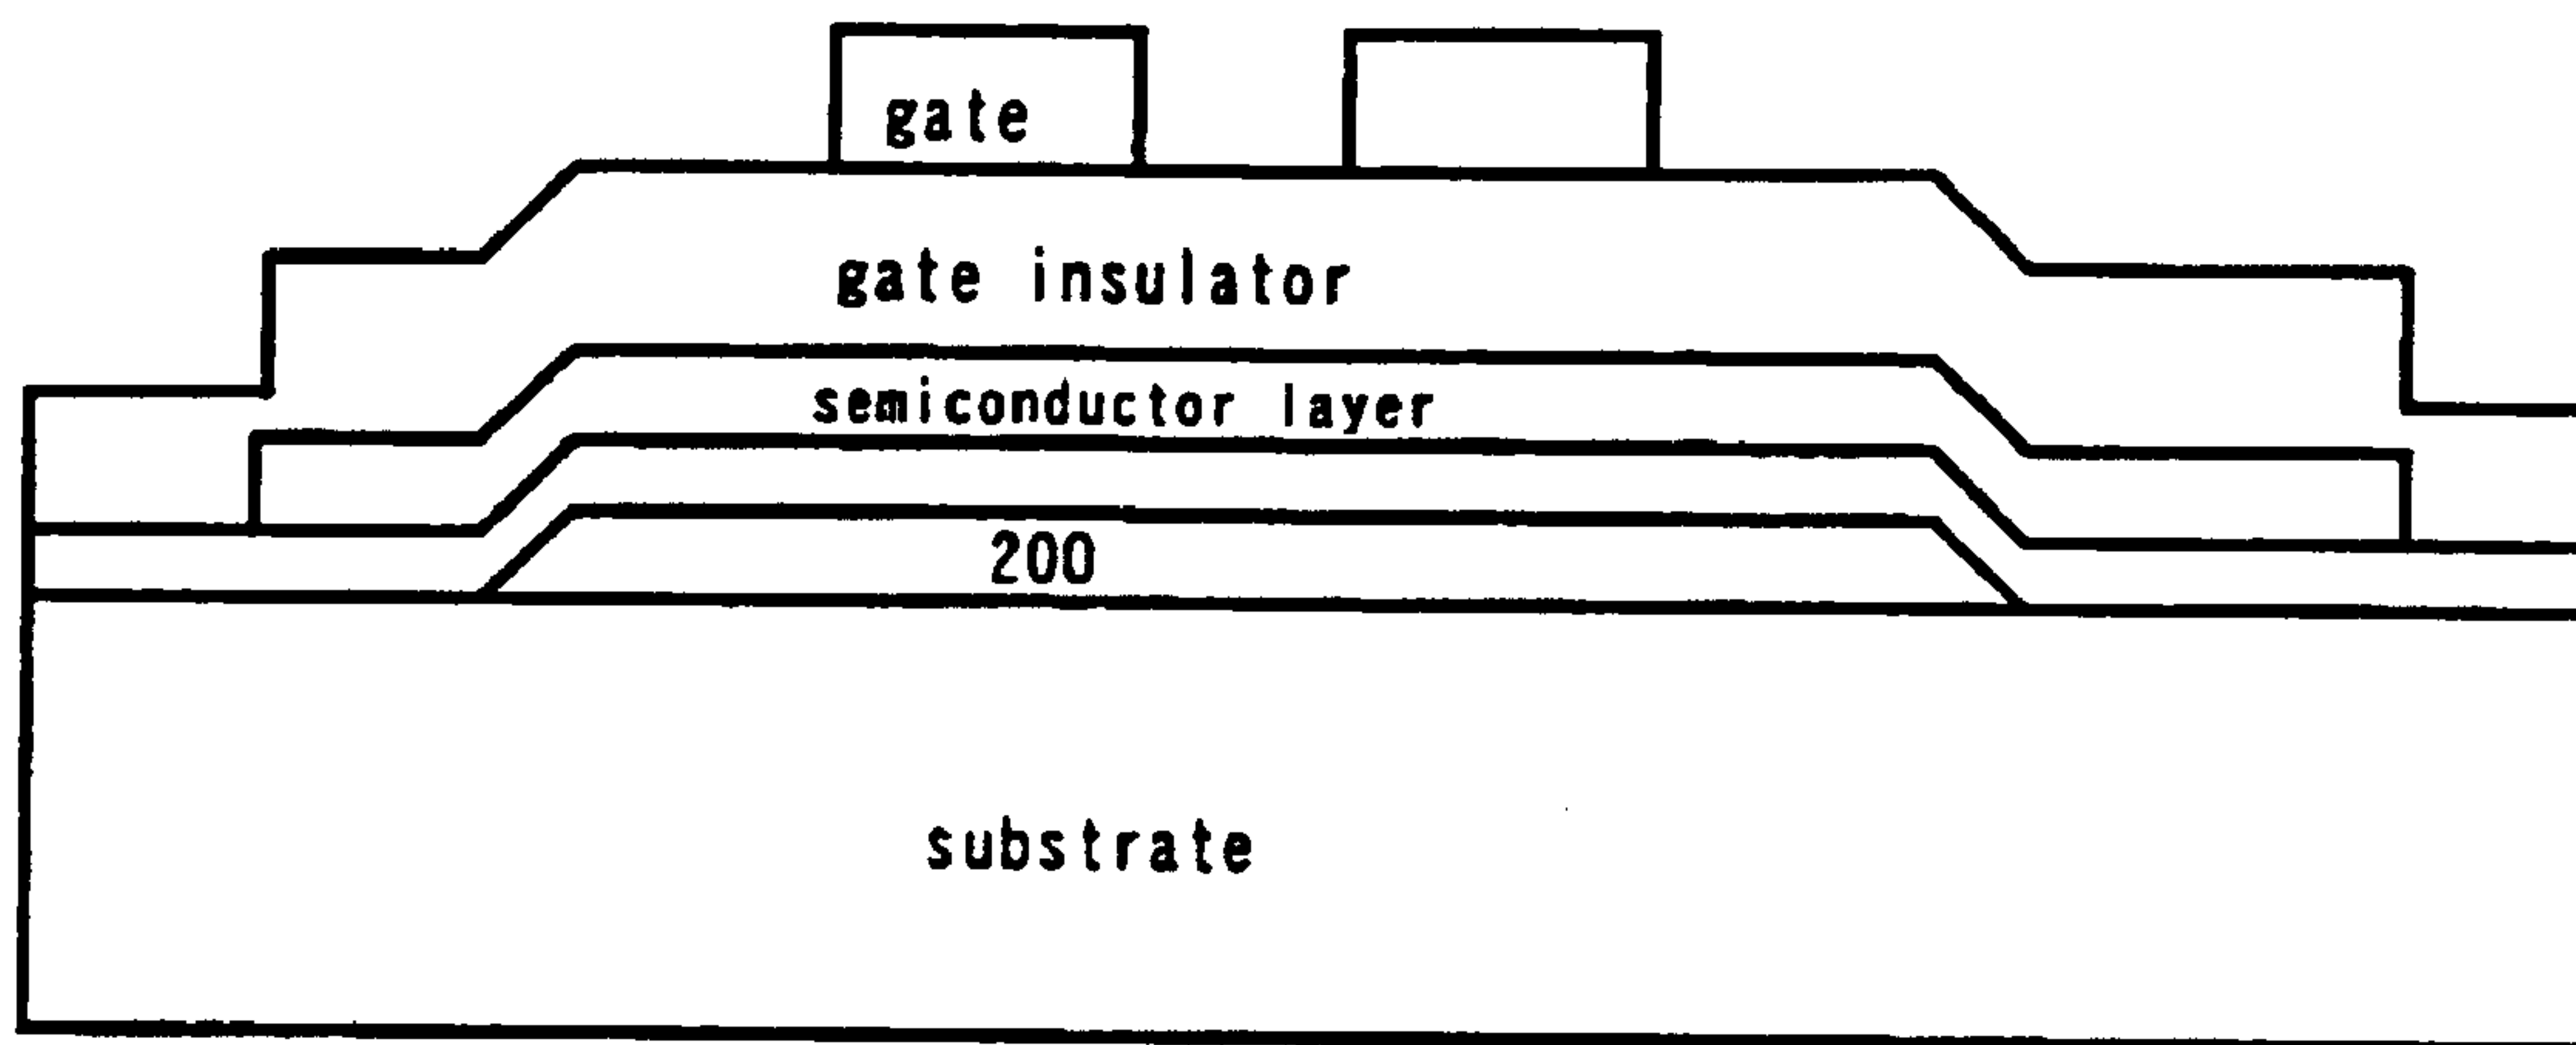 gate
gate insulator
semiconductor layer
200
substrate